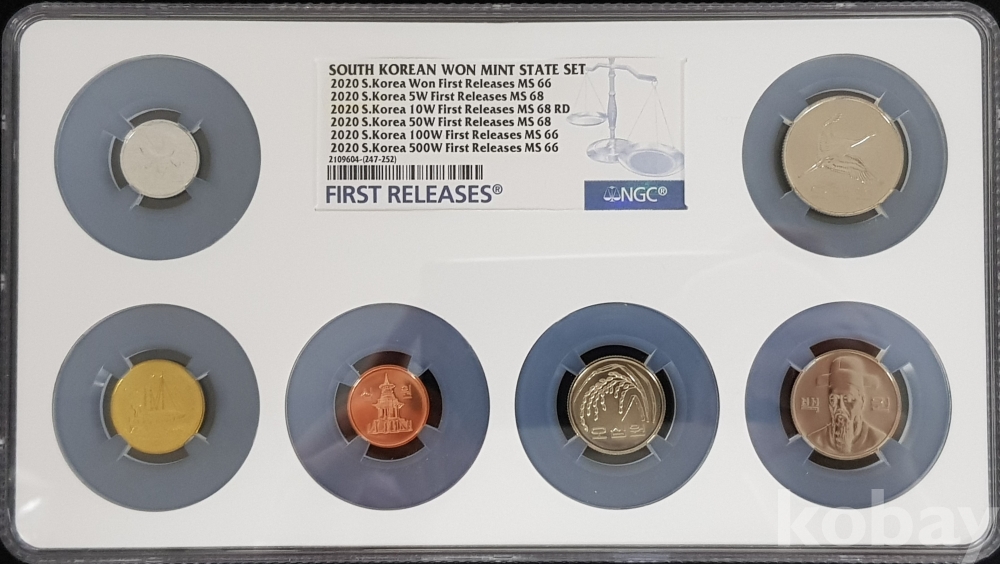 SOUTH KOREAN WON MINT STATE SET
2020 S.Korea Won First Releases MS 66
2020 S.Korea 5W First Releases MS 68
2020 S.Korea 10W First Releases MS 68 RD
2020 S.Korea 50W First Releases MS 68
2020 S.Korea 100W First Releases MS 66
2020 S.Korea 500W First Releases MS 66
2109604-(247-252)
FIRST RELEASES®
NGC®
오십원
백 원
kobay